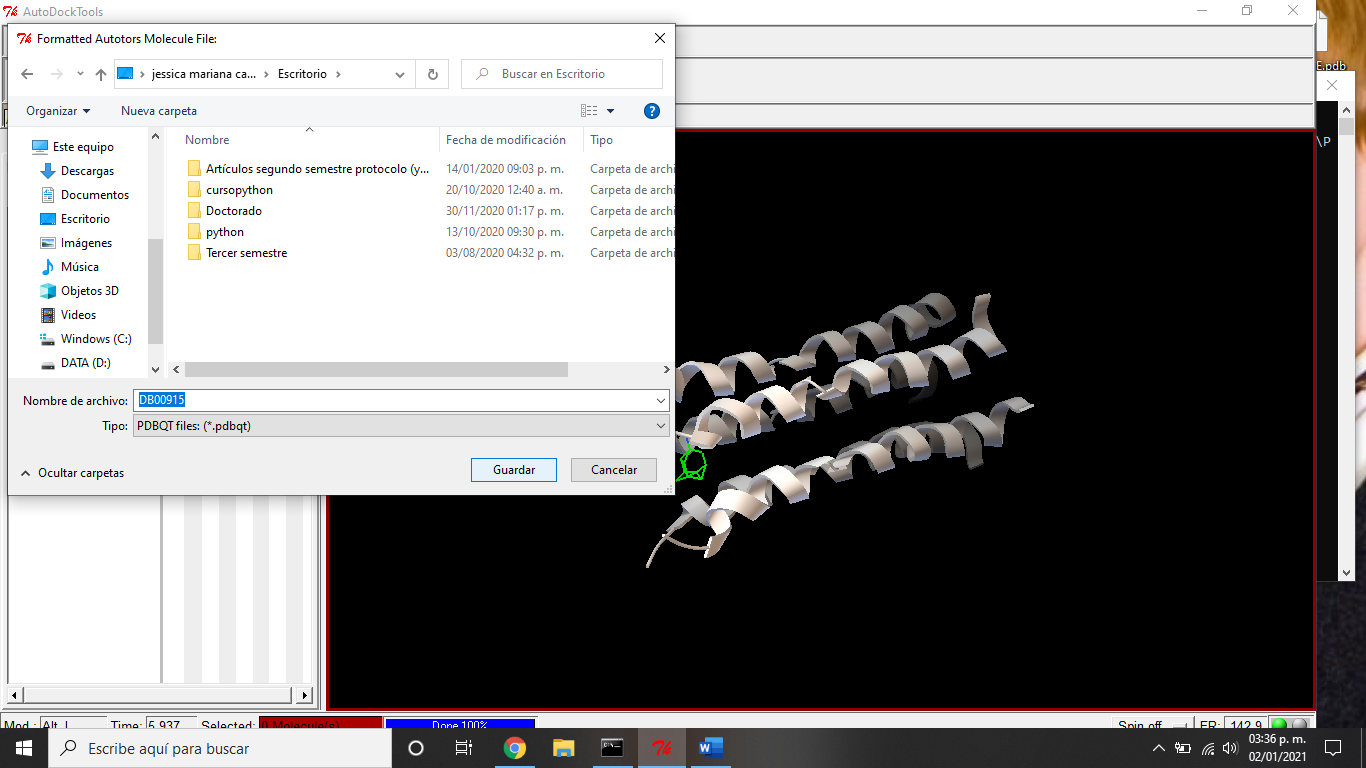 AutoDockTools
Formatted Autotors Molecule File:
jessica mariana ca... > Escritorio >
Buscar en Escritorio
Organizar
Nueva carpeta
Este equipo
Descargas
Documentos
Escritorio
Imágenes
Música
Objetos 3D
Videos
Windows (C:)
DATA (D:)
Nombre
Fecha de modificación
Tipo
Artículos segundo semestre protocolo (y...
14/01/2020 09:03 p. m.
Carpeta de archi
cursopython
20/10/2020 12:40 a. m.
Carpeta de archi
Doctorado
30/11/2020 01:17 p. m.
Carpeta de archi
python
13/10/2020 09:30 p. m.
Carpeta de archi
Tercer semestre
03/08/2020 04:32 p. m.
Carpeta de archi
Nombre de archivo:
DB00915
Tipo:
PDBQT files: (*.pdbqt)
Ocultar carpetas
Guardar
Cancelar
E.pdb
\P
Mod.:
Time:
5.937
Selected:
0 Molecule(s)
Done 100%
Spin off
FR:
142.9
Escribe aquí para buscar
03:36 p. m.
02/01/2021